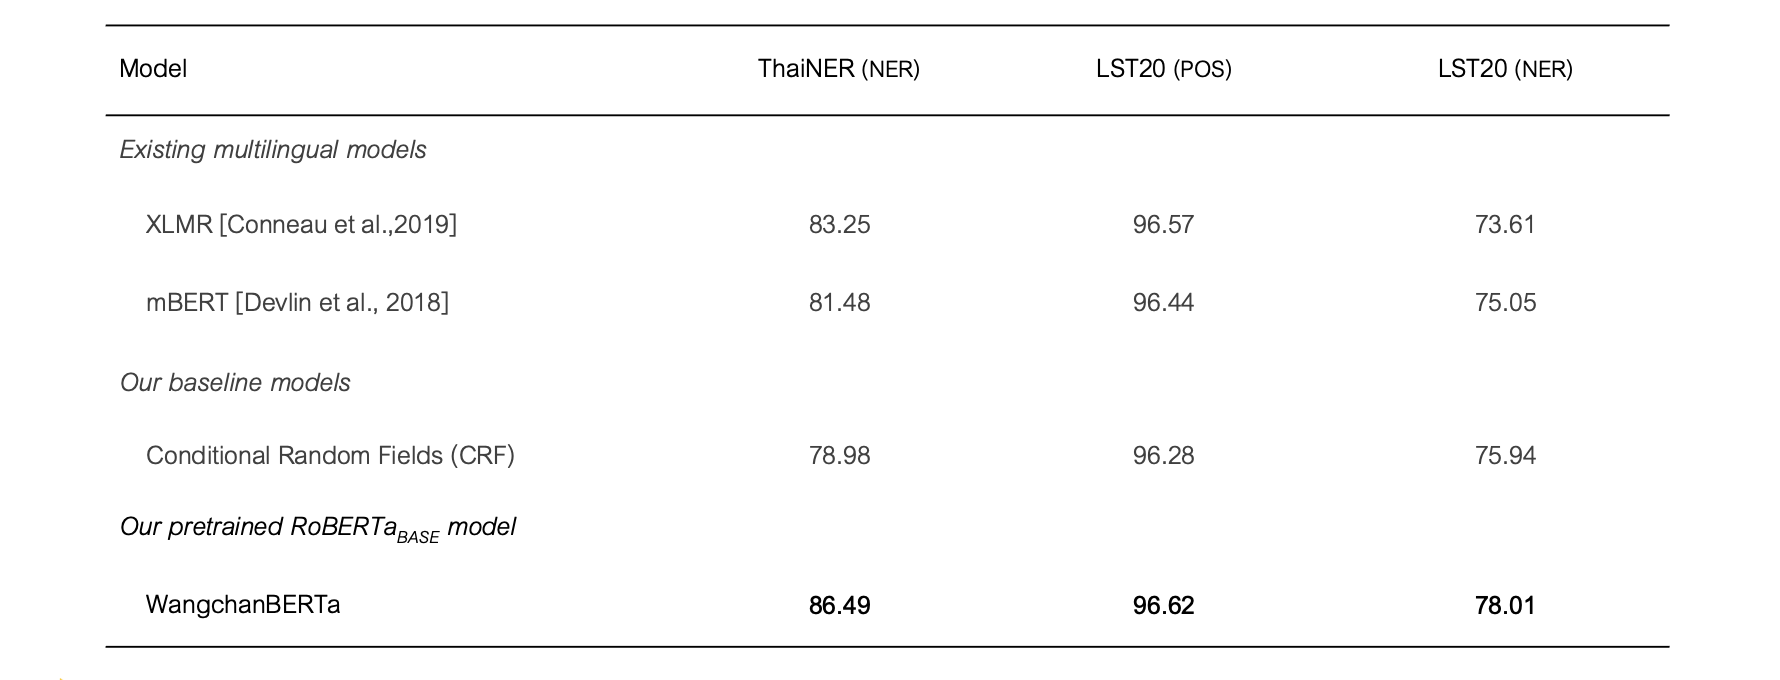 Model ThaiNER (NER) LST20 (POS) LST20 (NER)
Existing multilingual models
XLMR [Conneau et al.,2019] 83.25 96.57 73.61
mBERT [Devlin et al., 2018] 81.48 96.44 75.05
Our baseline models
Conditional Random Fields (CRF) 78.98 96.28 75.94
Our pretrained RoBERTaBASE model
WangchanBERTa 86.49 96.62 78.01